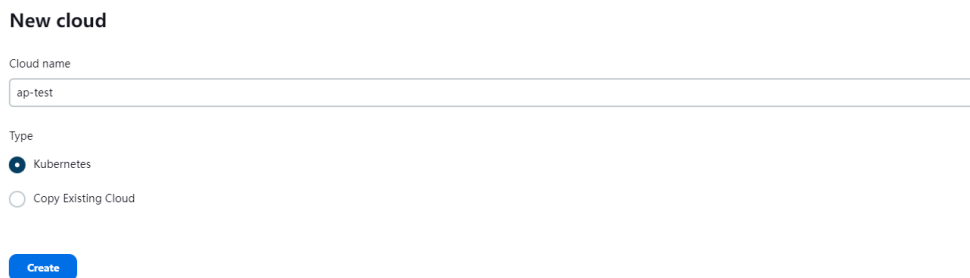 New cloud
Cloud name
ap-test
Type
Kubernetes
Copy Existing Cloud
Create